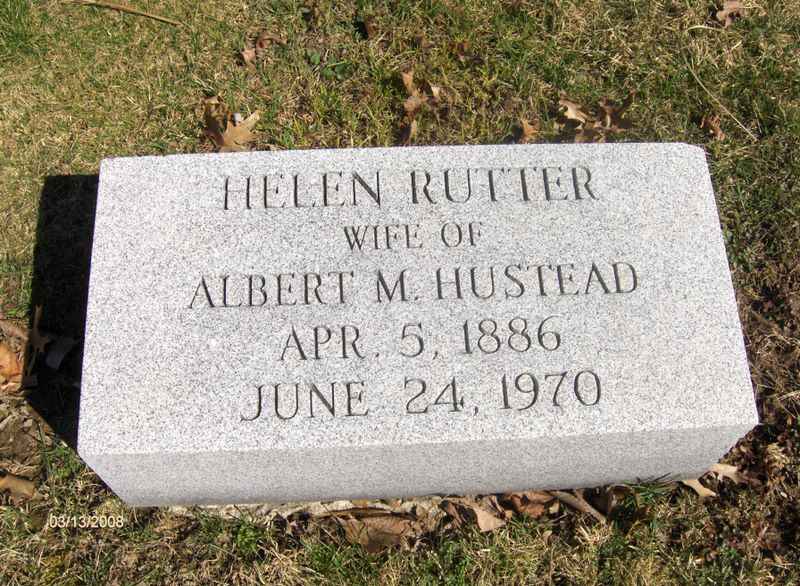 HELEN RUTTER
WIFE OF
ALBERT M. HUSTEAD
APR. 5, 1886
JUNE 24, 1970
03/13/2008